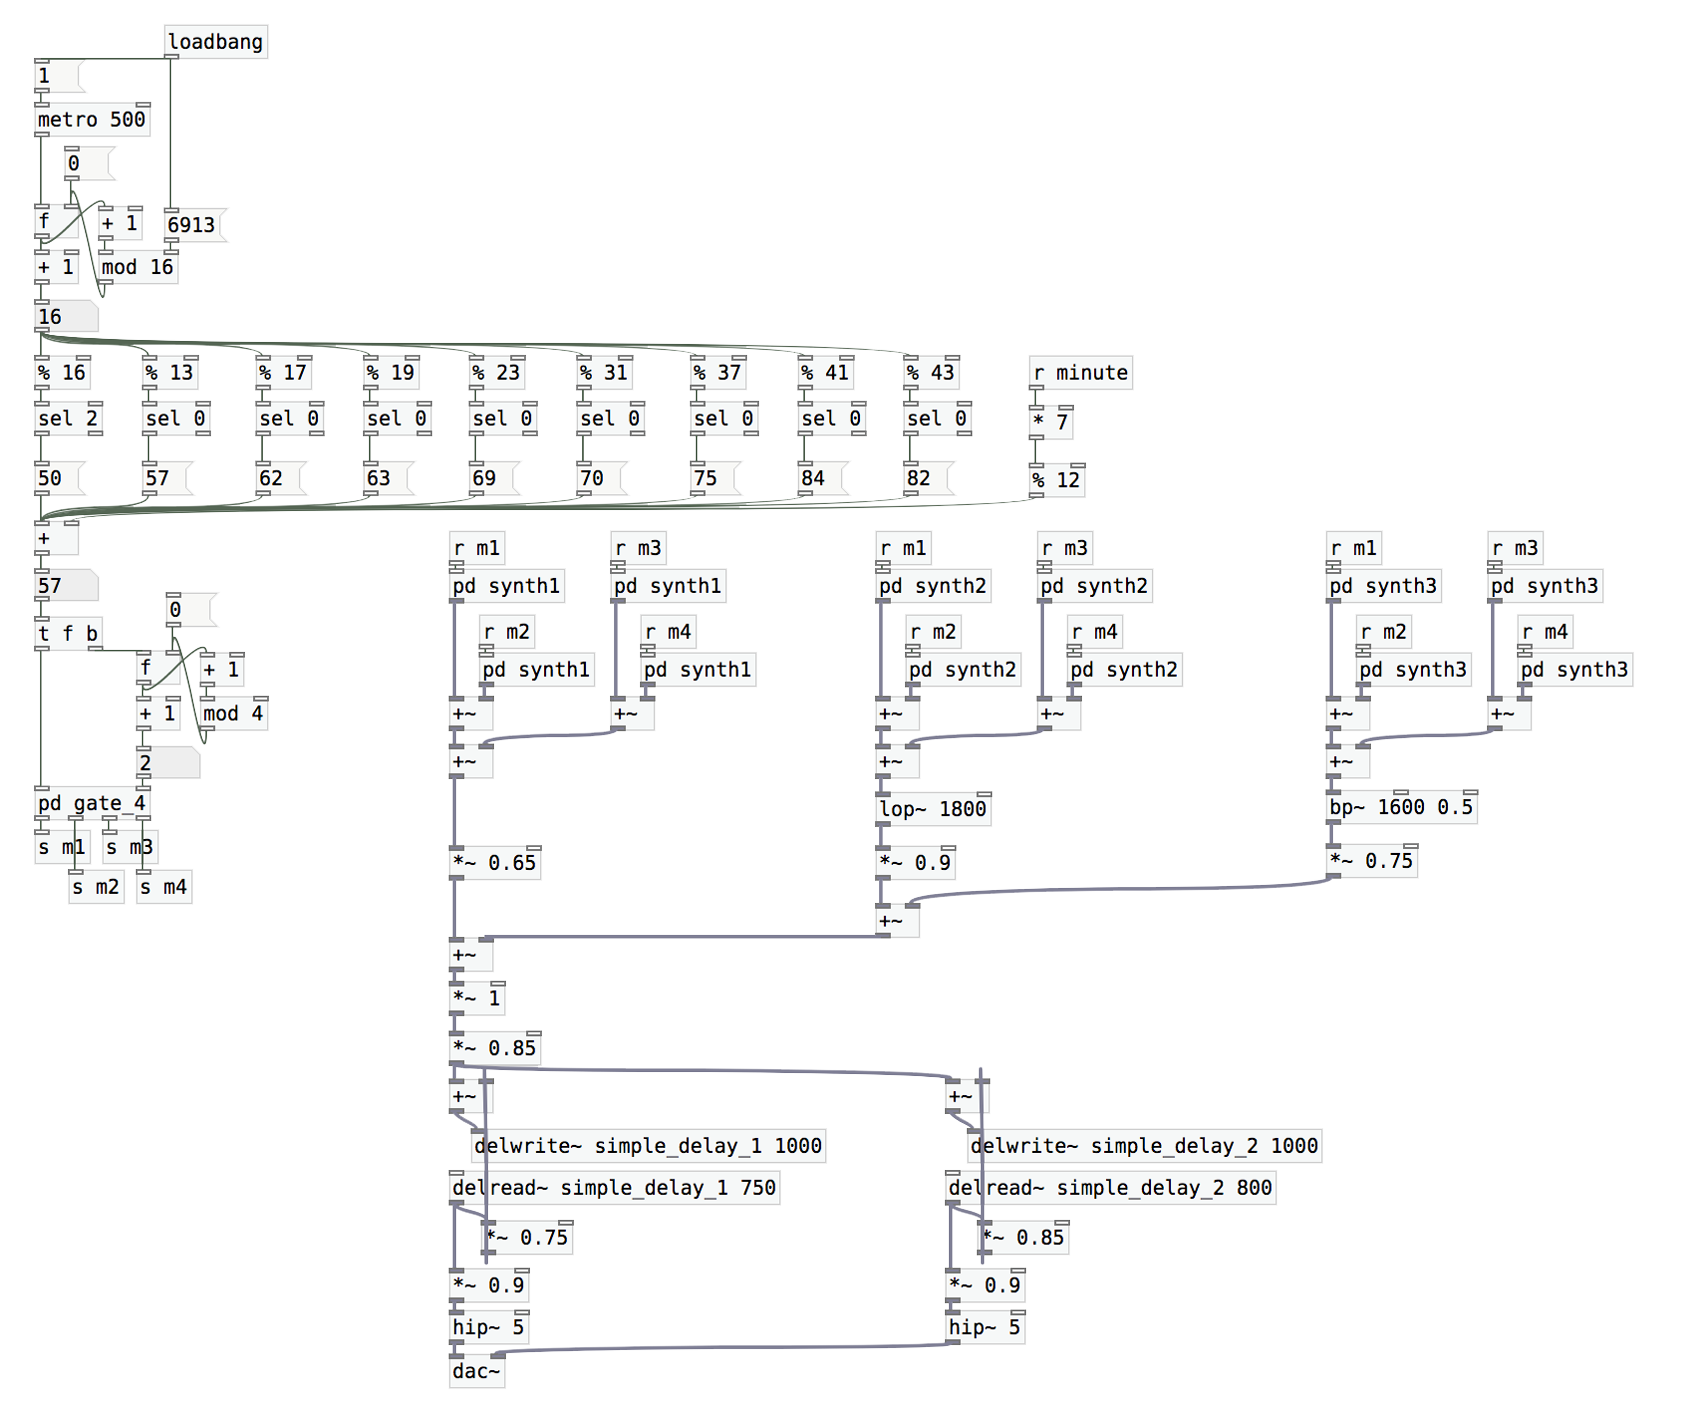 loadbang
1
metro 500
0
f
+ 1
6913
+ 1
mod 16
16
% 16
% 13
% 17
% 19
% 23
% 31
% 37
% 41
% 43
r minute
sel 2
sel 0
sel 0
sel 0
sel 0
sel 0
sel 0
sel 0
sel 0
* 7
50
57
62
63
69
70
75
84
82
% 12
+
57
t f b
0
f
+ 1
+ 1
mod 4
2
pd gate_4
s m1
s m3
s m2
s m4
r m1
r m3
pd synth1
pd synth1
r m2
r m4
pd synth1
pd synth1
+~
+~
+~
*~ 0.65
r m1
r m3
pd synth2
pd synth2
r m2
r m4
pd synth2
pd synth2
+~
+~
+~
lop~ 1800
*~ 0.9
+~
r m1
r m3
pd synth3
pd synth3
r m2
r m4
pd synth3
pd synth3
+~
+~
+~
bp~ 1600 0.5
*~ 0.75
+~
*~ 1
*~ 0.85
+~
+~
delwrite~ simple_delay_1 1000
delwrite~ simple_delay_2 1000
delread~ simple_delay_1 750
delread~ simple_delay_2 800
*~ 0.75
*~ 0.85
*~ 0.9
*~ 0.9
hip~ 5
hip~ 5
dac~